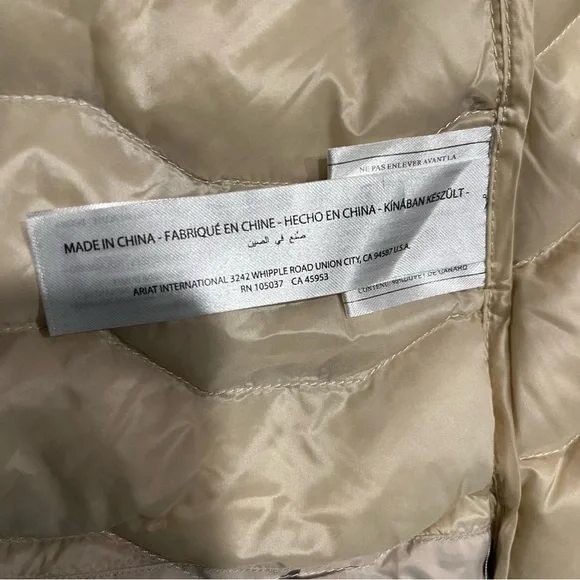 NE PAS ENLEVER AVANT LA
MADE IN CHINA - FABRIQUÉ EN CHINE - HECHO EN CHINA - KÍNÁBAN KÉSZÜLT -
صنع في الصين
ARIAT INTERNATIONAL 3242 WHIPPLE ROAD UNION CITY, CA 94587 U.S.A.
RN 105037 CA 45953